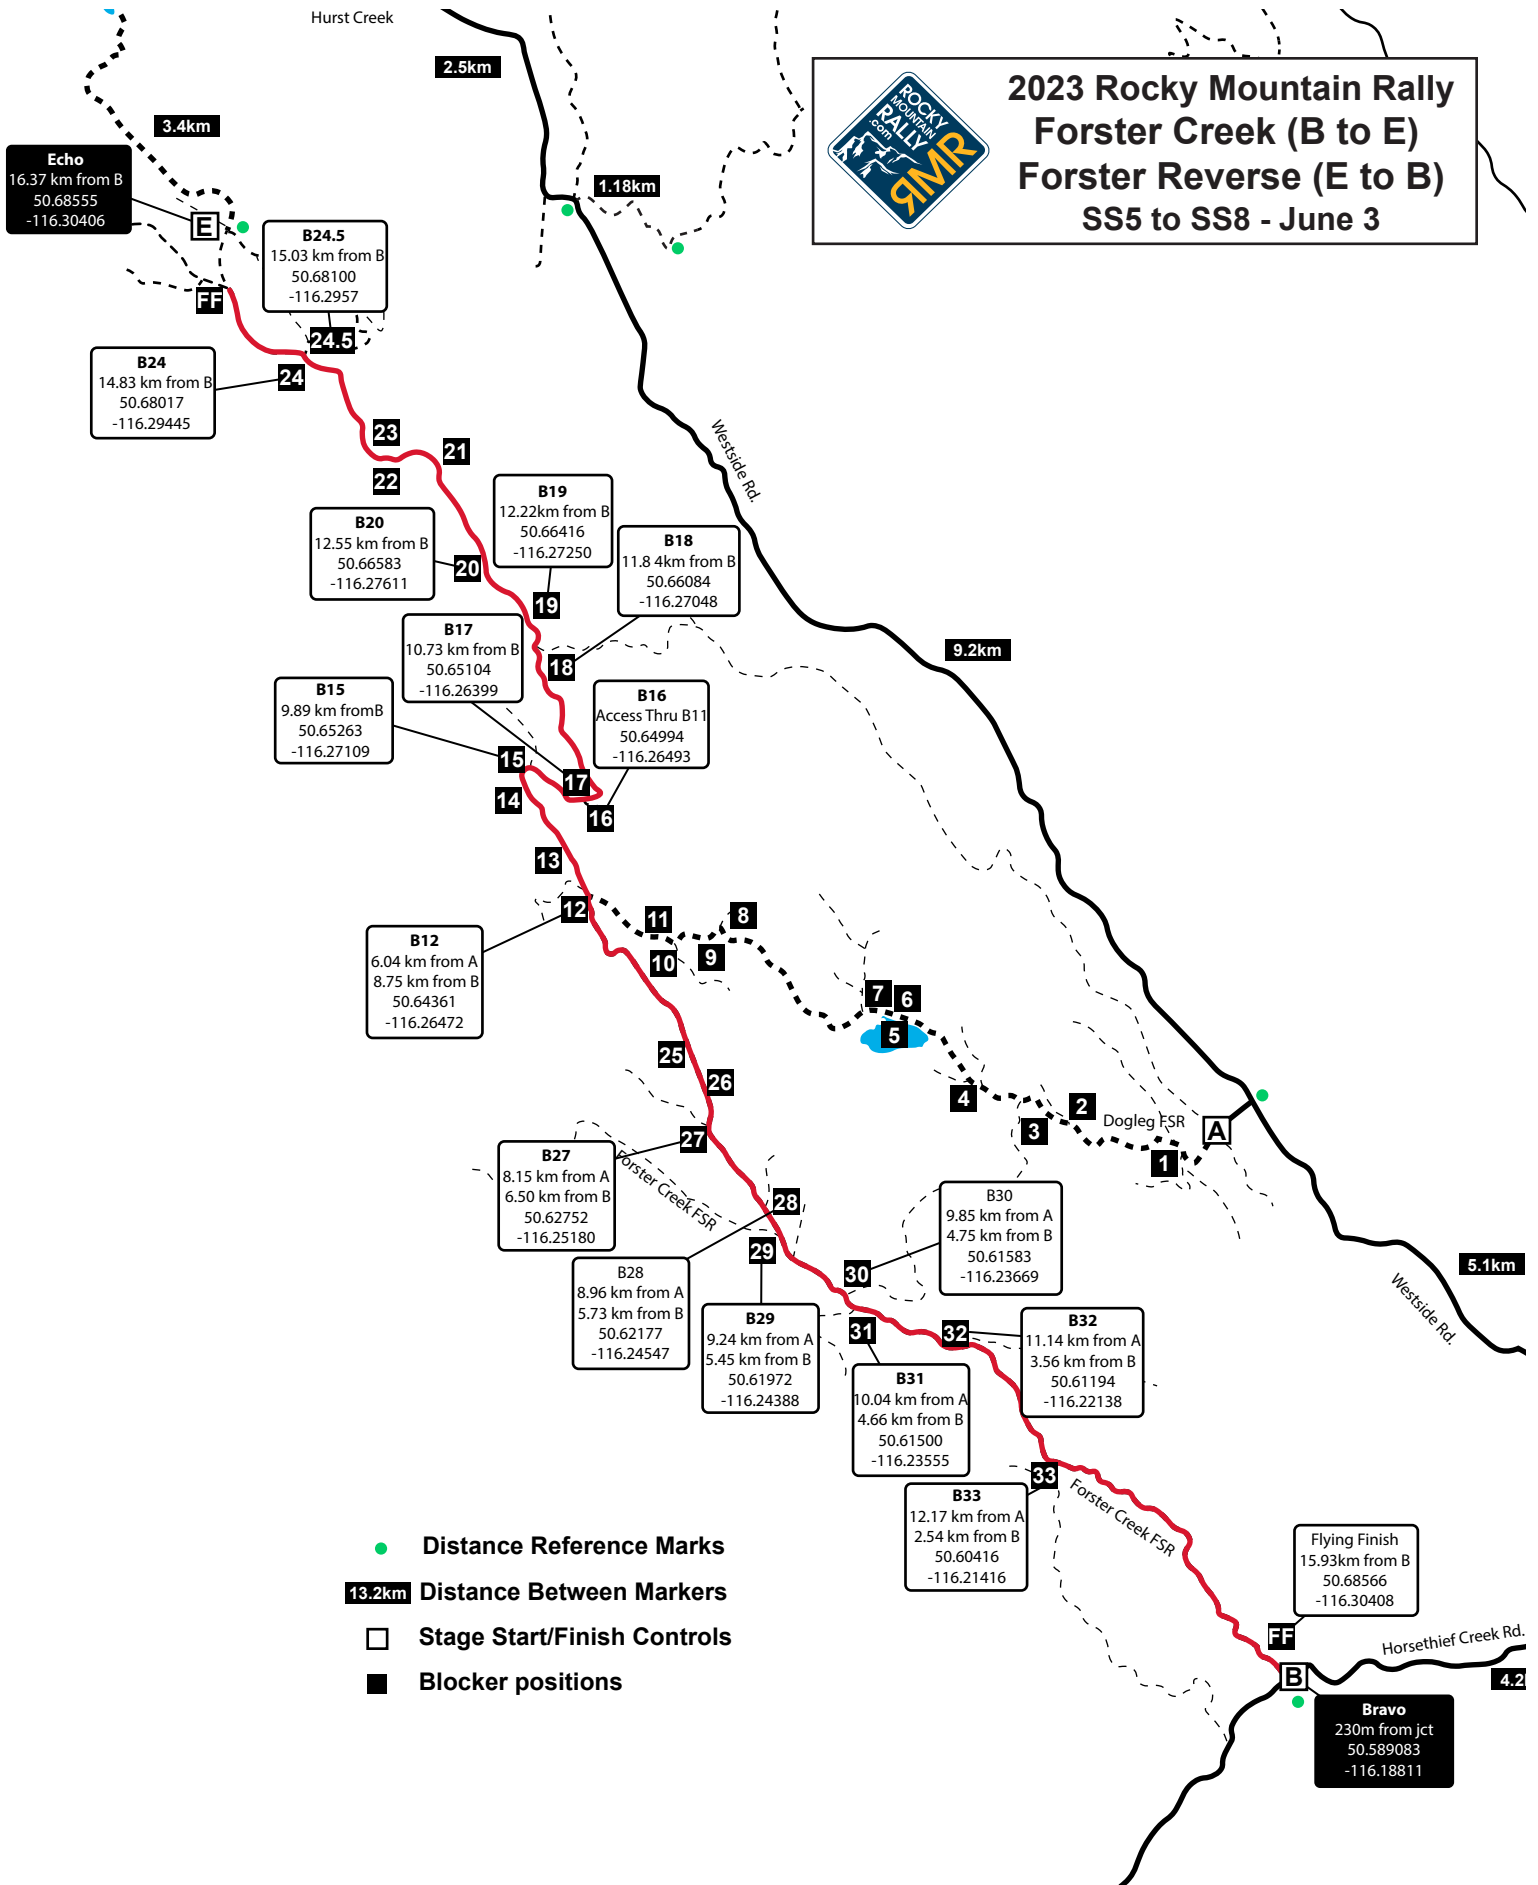 Hurst Creek
2.5km
2023 Rocky Mountain Rally
Forster Creek (B to E)
Forster Reverse (E to B)
SS5 to SS8 - June 3
ROCKY
MOUNTAIN
RALLY
.com
RMR
3.4km
Echo
16.37 km from B
50.68555
-116.30406
E
1.18km
B24.5
15.03 km from B
50.68100
-116.2957
FF
24.5
B24
14.83 km from B
50.68017
-116.29445
24
23
22
21
Westside Rd.
B19
12.22km from B
50.66416
-116.27250
B20
12.55 km from B
50.66583
-116.27611
20
B18
11.8 4km from B
50.66084
-116.27048
19
B17
10.73 km from B
50.65104
-116.26399
18
9.2km
B15
9.89 km fromB
50.65263
-116.27109
B16
Access Thru B11
50.64994
-116.26493
15
17
14
16
13
12
11
8
10
9
B12
6.04 km from A
8.75 km from B
50.64361
-116.26472
7
6
5
25
26
4
2
3
Dogleg FSR
A
1
27
B27
8.15 km from A
6.50 km from B
50.62752
-116.25180
Forster Creek FSR
28
B30
9.85 km from A
4.75 km from B
50.61583
-116.23669
29
30
B28
8.96 km from A
5.73 km from B
50.62177
-116.24547
5.1km
Westside Rd.
B29
9.24 km from A
5.45 km from B
50.61972
-116.24388
31
32
B32
11.14 km from A
3.56 km from B
50.61194
-116.22138
B31
10.04 km from A
4.66 km from B
50.61500
-116.23555
33
B33
12.17 km from A
2.54 km from B
50.60416
-116.21416
Forster Creek FSR
Distance Reference Marks
13.2km Distance Between Markers
Stage Start/Finish Controls
Blocker positions
Flying Finish
15.93km from B
50.68566
-116.30408
FF
Horsethief Creek Rd.
B
4.2
Bravo
230m from jct
50.589083
-116.18811